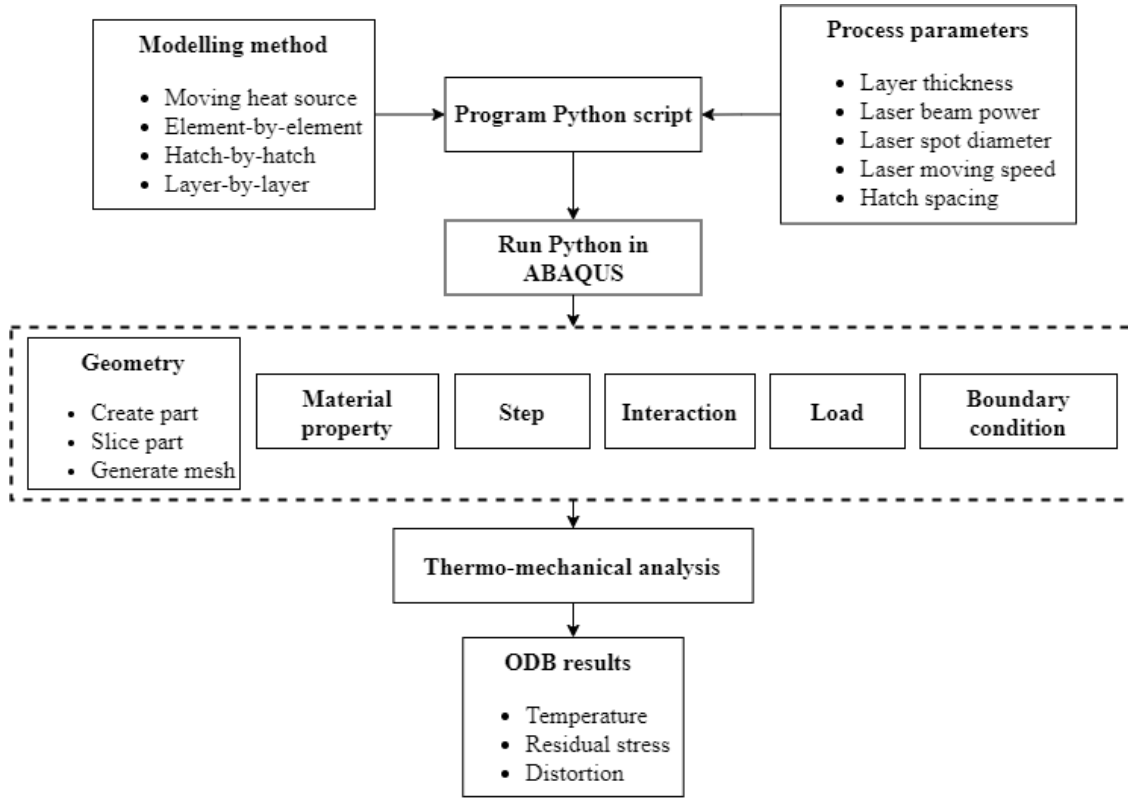 Modelling method
• Moving heat source
• Element-by-element
• Hatch-by-hatch
• Layer-by-layer
Program Python script
Process parameters
• Layer thickness
• Laser beam power
• Laser spot diameter
• Laser moving speed
• Hatch spacing
Run Python in
ABAQUS
Geometry
• Create part
• Slice part
• Generate mesh
Material
property
Step
Interaction
Load
Boundary
condition
Thermo-mechanical analysis
ODB results
• Temperature
• Residual stress
• Distortion